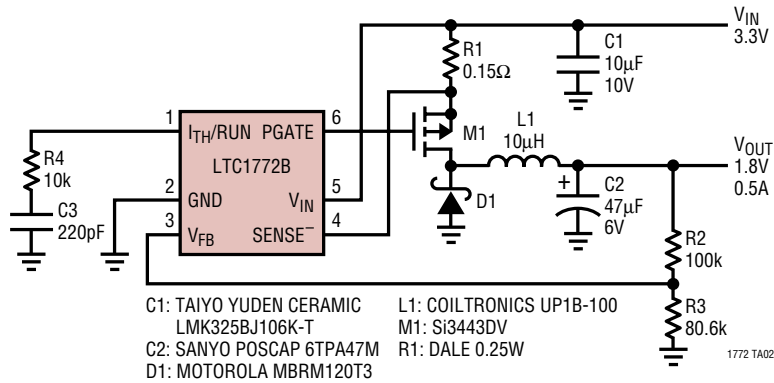 VIN
3.3V
R1
0.15Ω
C1
10µF
10V
1
ITH/RUN
PGATE
6
M1
L1
10µH
VOUT
1.8V
0.5A
R4
10k
LTC1772B
2
GND
VIN
5
D1
+
C2
47µF
6V
C3
220pF
3
VFB
SENSE–
4
R2
100k
C1: TAIYO YUDEN CERAMIC
LMK325BJ106K-T
C2: SANYO POSCAP 6TPA47M
D1: MOTOROLA MBRM120T3
L1: COILTRONICS UP1B-100
M1: Si3443DV
R1: DALE 0.25W
R3
80.6k
1772 TA02